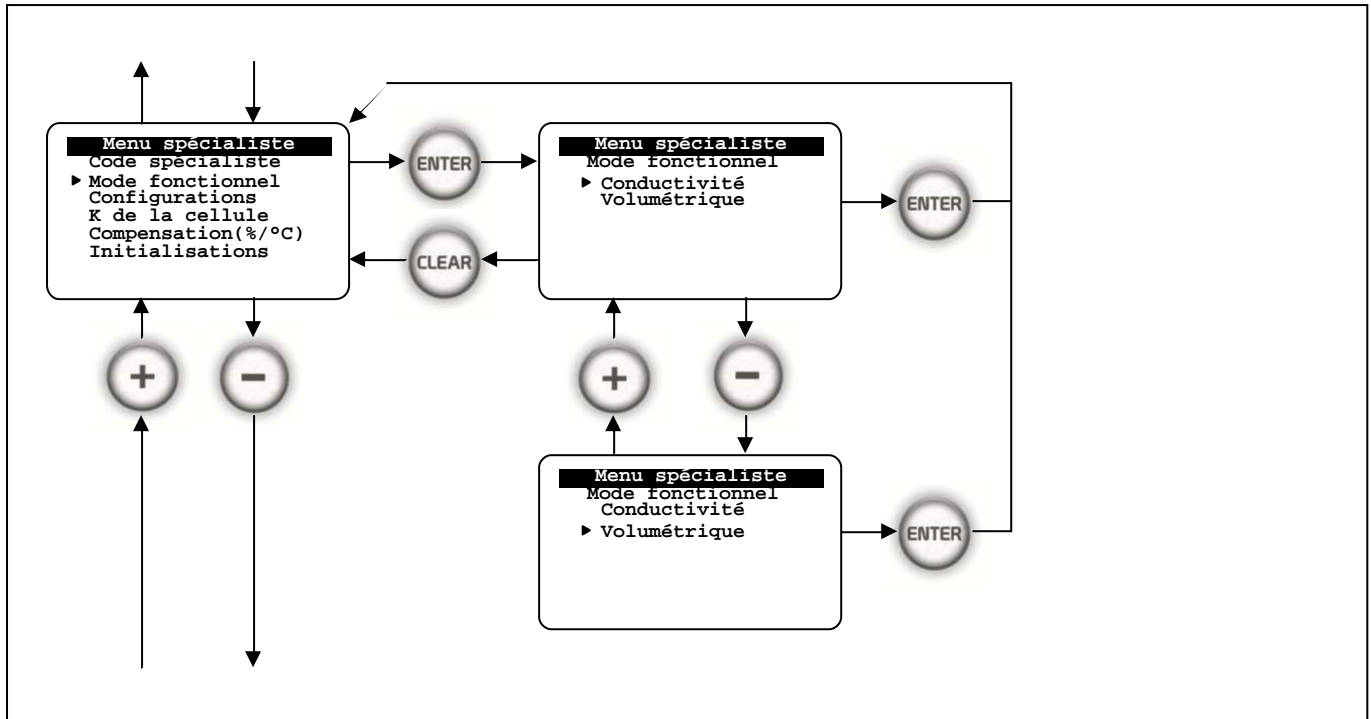 Menu spécialiste
Code spécialiste
▶ Mode fonctionnel
Configurations
K de la cellule
Compensation(%/°C)
Initialisations
ENTER
CLEAR
Menu spécialiste
Mode fonctionnel
▶ Conductivité
Volumétrique
ENTER
+
-
+
-
Menu spécialiste
Mode fonctionnel
Conductivité
▶ Volumétrique
ENTER